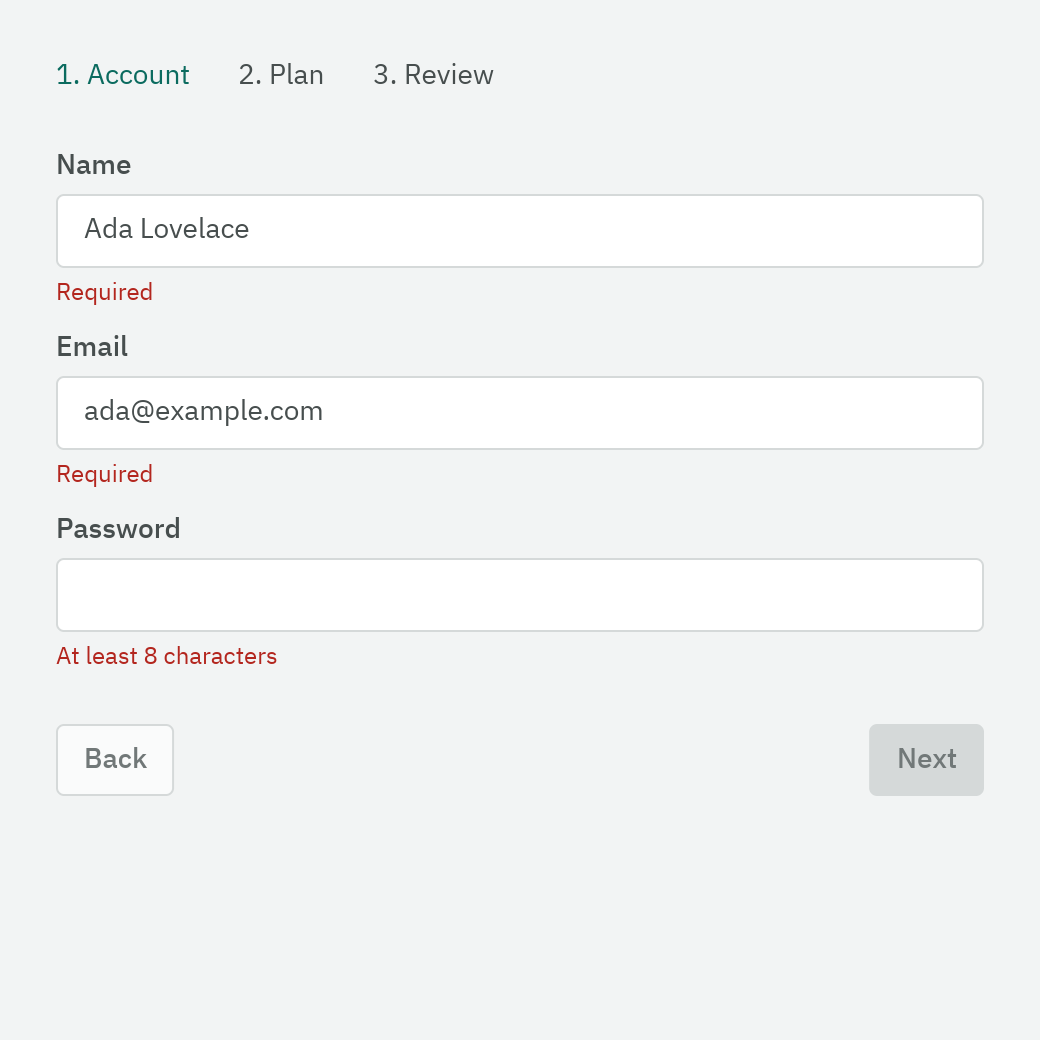 1. Account 2. Plan 3. Review
Name
Ada Lovelace
Required
Email
ada@example.com
Required
Password
At least 8 characters
Back Next